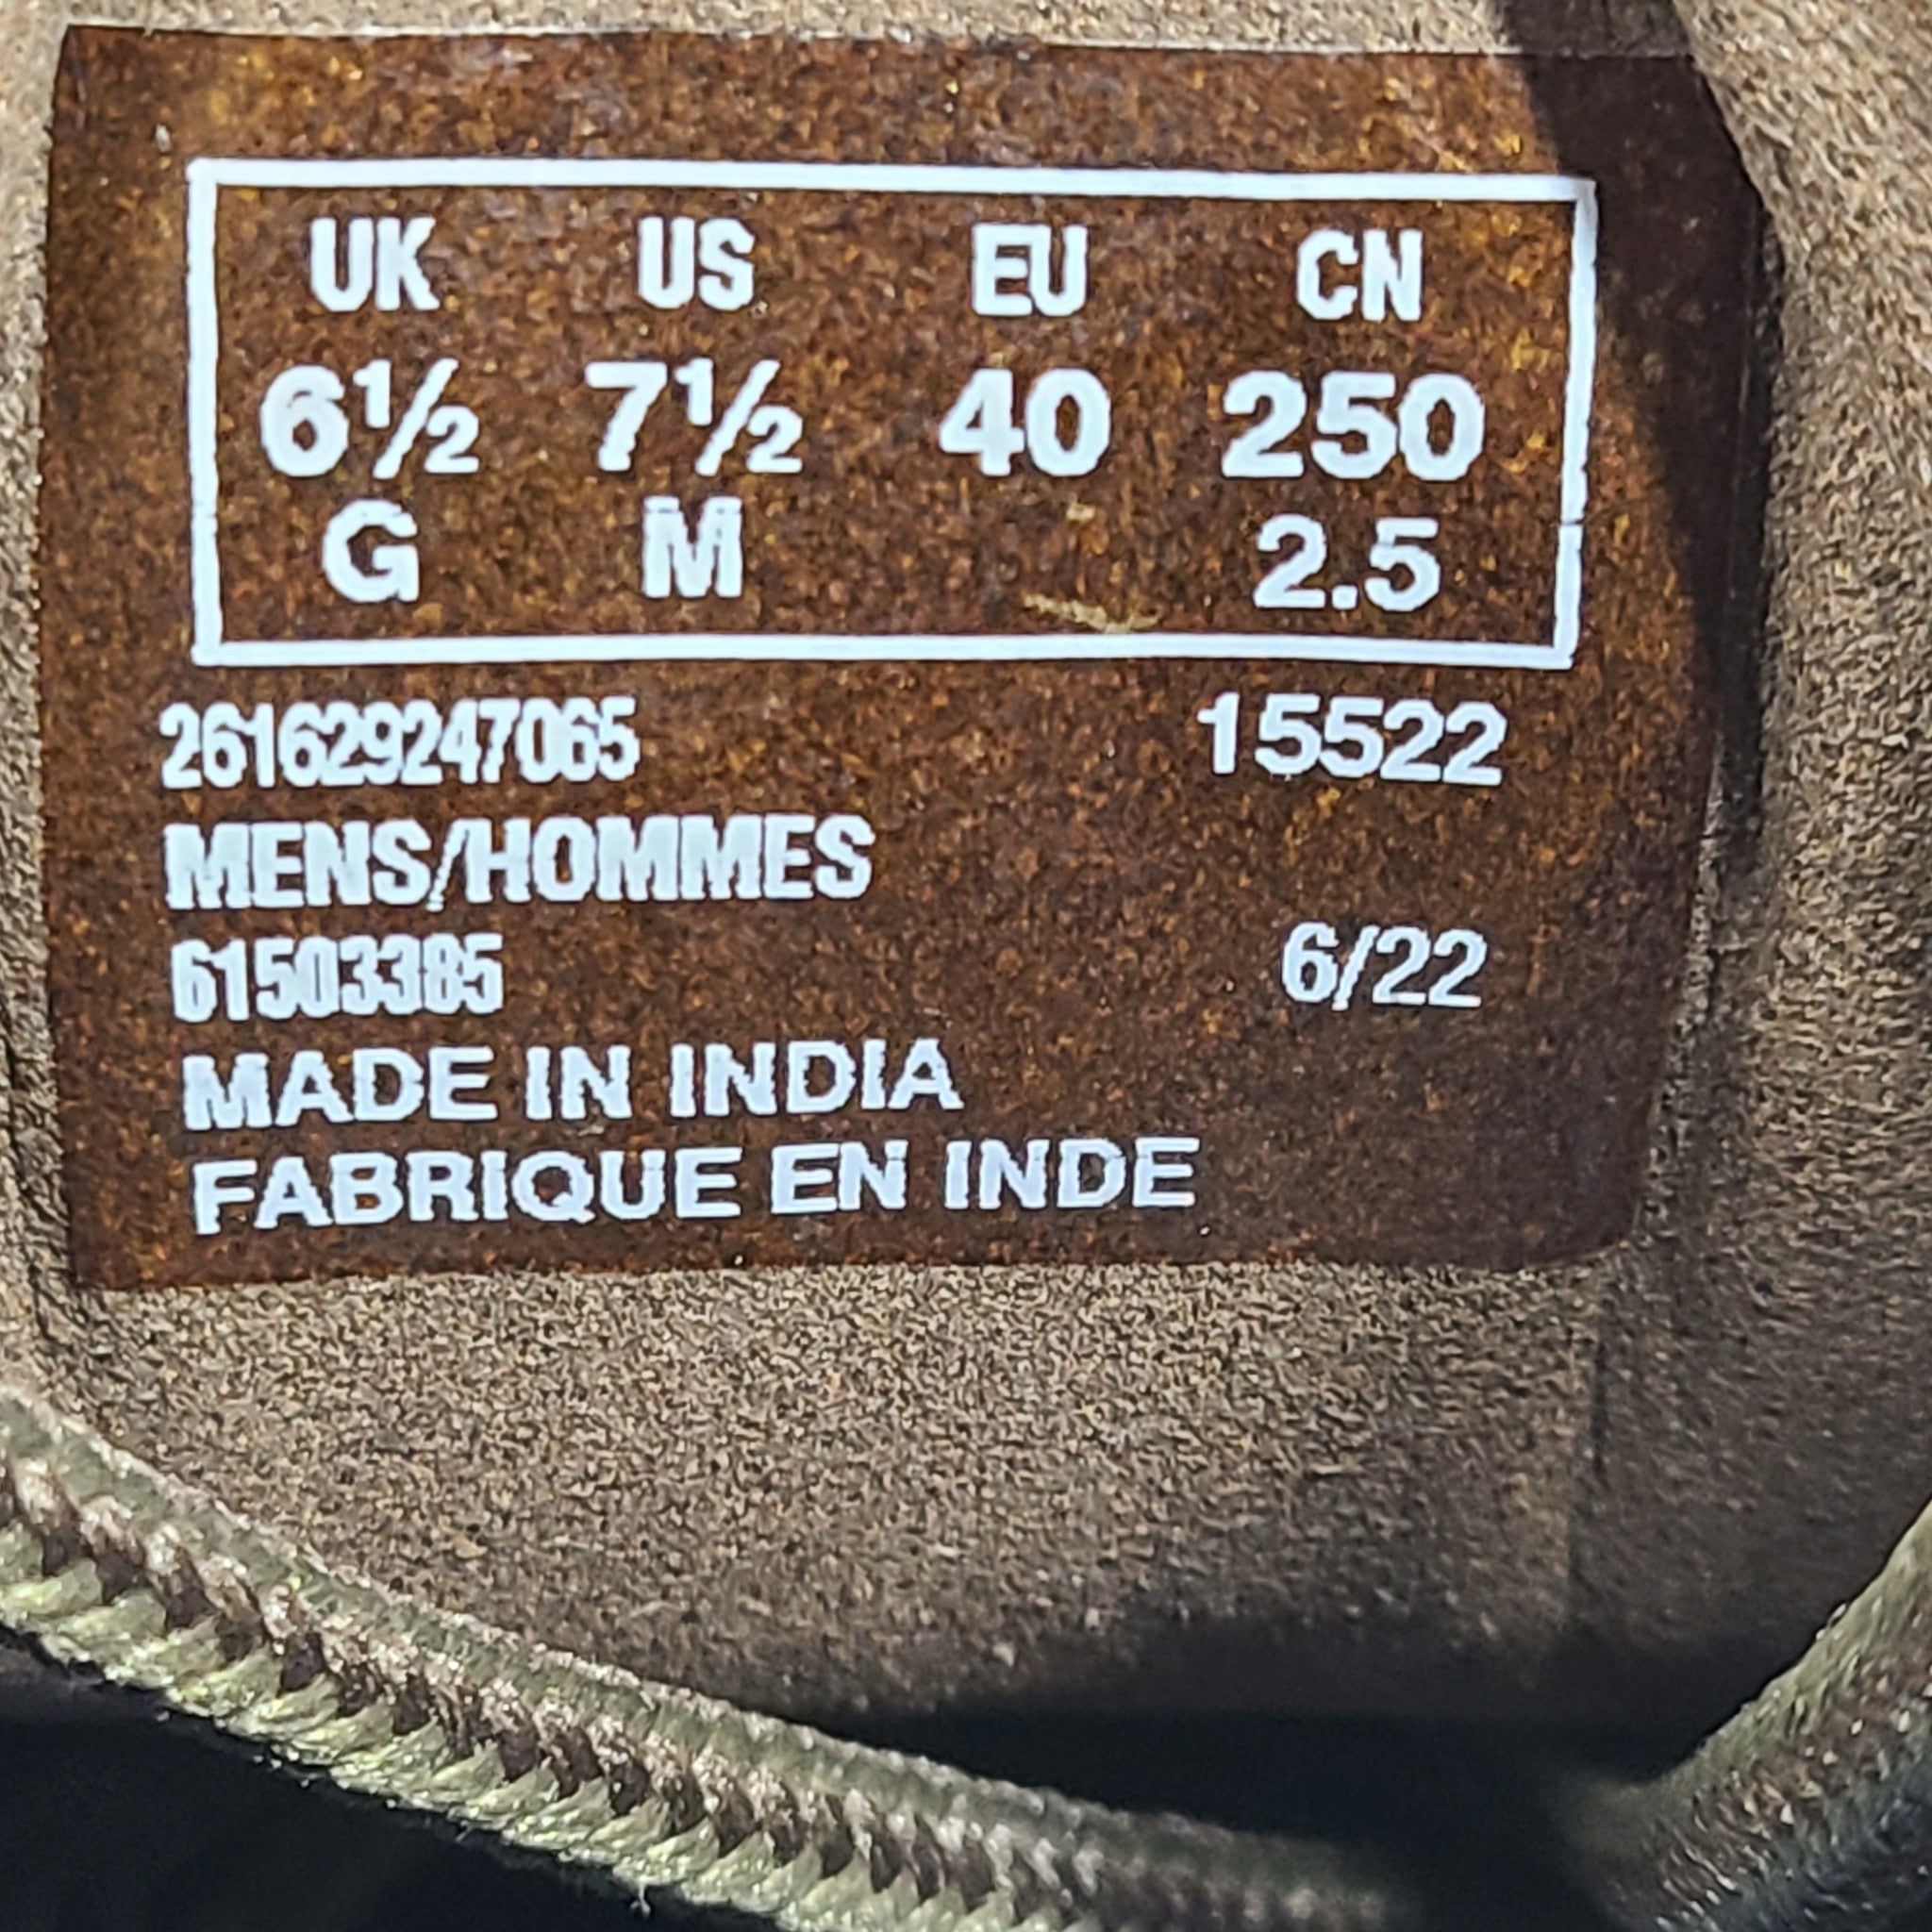 UK US EU CN
6½ 7½ 40 250
G M 2.5
261629247065 15522
MENS/HOMMES
61503385 6/22
MADE IN INDIA
FABRIQUE EN INDE